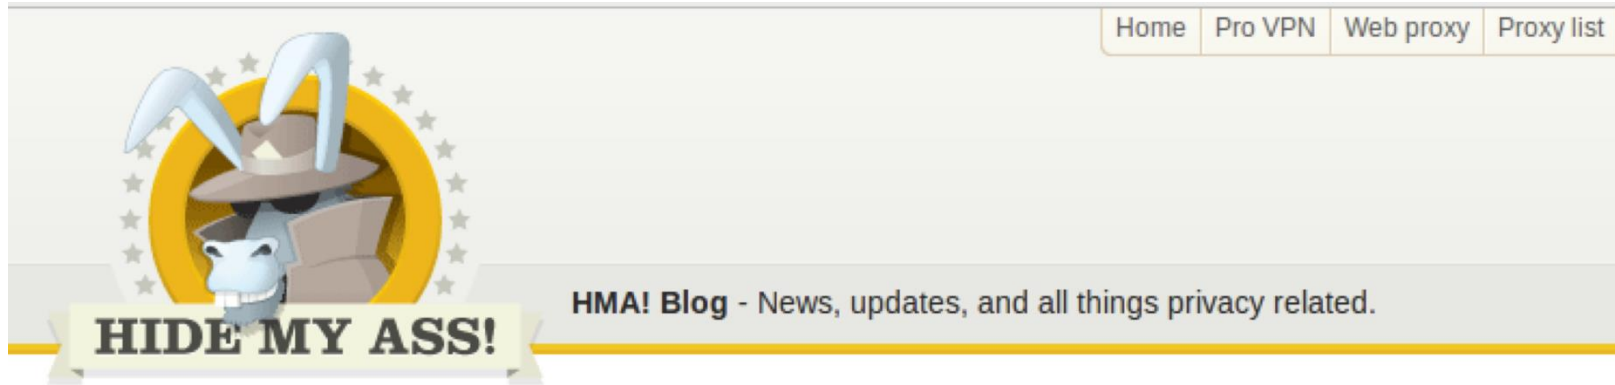 Home Pro VPN Web proxy Proxy list
HMA! Blog - News, updates, and all things privacy related.
HIDE MY ASS!